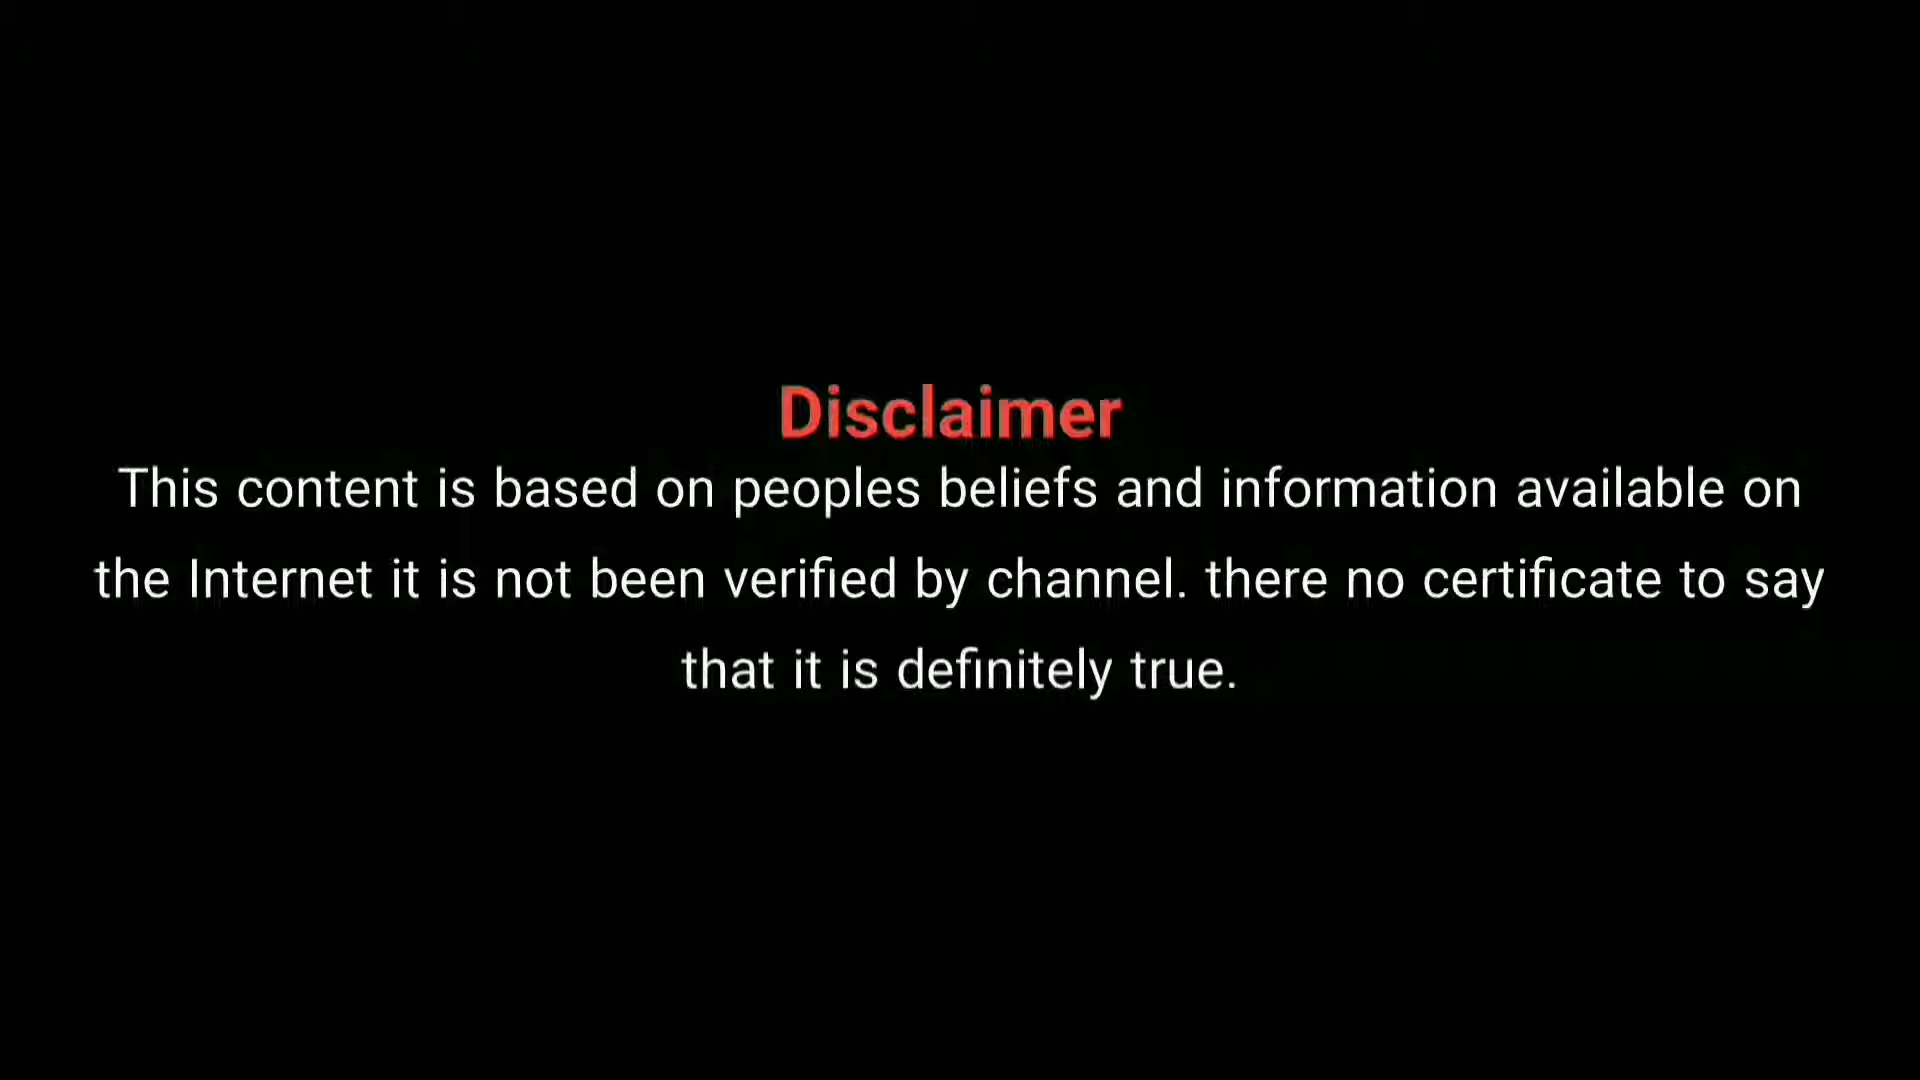 Disclaimer
This content is based on peoples beliefs and information available on
the Internet it is not been verified by channel. there no certificate to say
that it is definitely true.